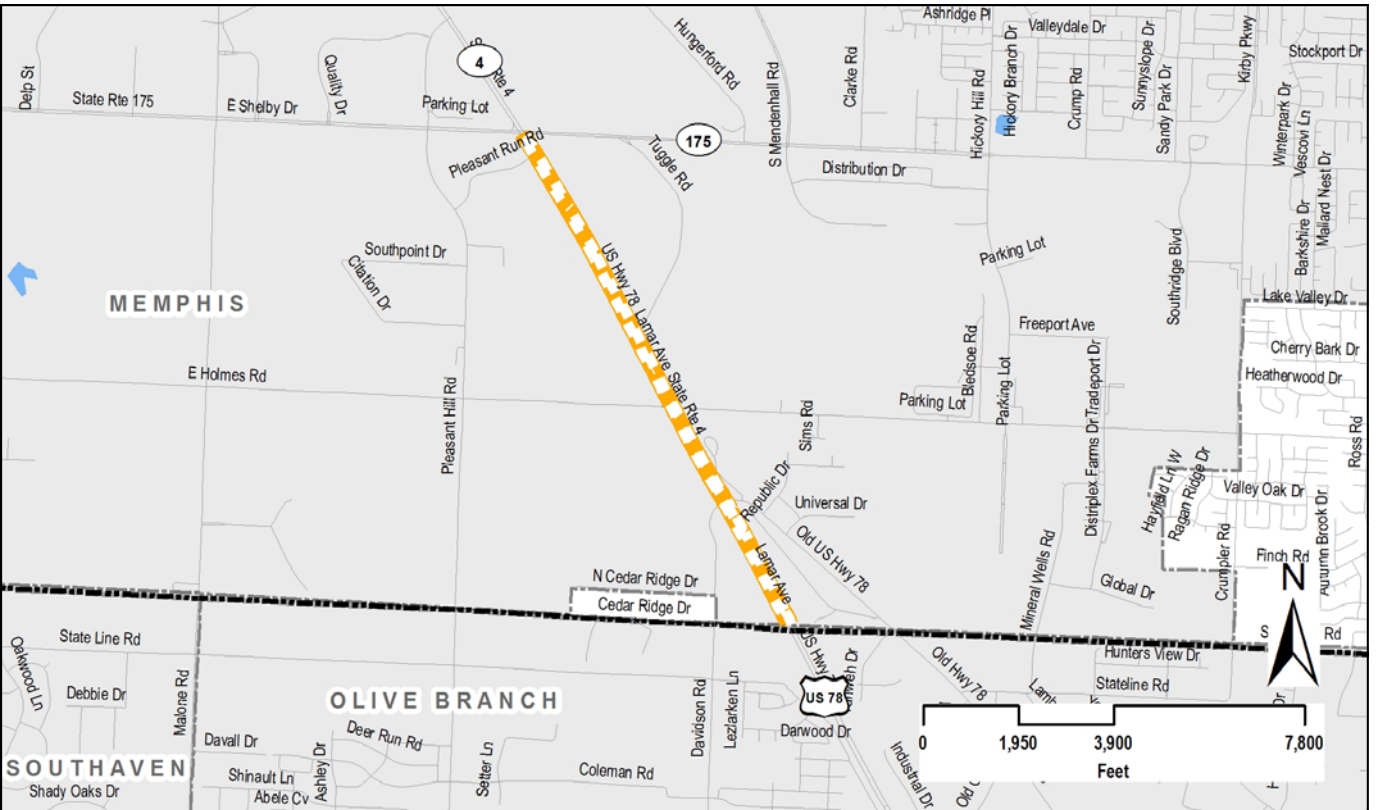 Ashridge Pl
Valleydale Dr
Stockport Dr
Kirby Pkwy
Sunnyslope Dr
Sandy Park Dr
Crump Rd
Hickory Branch Dr
Hickory Hill Rd
Clarke Rd
S Mendenhall Rd
Hungerford Rd
4
Rte 4
Delp St
State Rte 175
E Shelby Dr
Quality Dr
Parking Lot
Pleasant Run Rd
175
Tuggle Rd
Distribution Dr
Winterpark Dr
Vescovi Ln
Mallard Nest Dr
Barkshire Dr
Southridge Blvd
Parking Lot
Southpoint Dr
Citation Dr
US Hwy 78
Lamar Ave
State Rte 4
MEMPHIS
Lake Valley Dr
Freeport Ave
Cherry Bark Dr
Heatherwood Dr
E Holmes Rd
Pleasant Hill Rd
Bledsoe Rd
Parking Lot
Parking Lot
Tradeport Dr
Distriplex Farms Dr
Sims Rd
Ross Rd
Hayfield Ln W
Ragan Ridge Dr
Valley Oak Dr
Republic Dr
Universal Dr
Old US Hwy 78
Lamar Ave
Mineral Wells Rd
Global Dr
Crumpler Rd
Finch Rd
Autumn Brook Dr
N
N Cedar Ridge Dr
Cedar Ridge Dr
S Rd
State Line Rd
Oakwood Ln
Debbie Dr
Malone Rd
OLIVE BRANCH
Davidson Rd
Lezlarken Ln
US Hwy
US 78
Darwood Dr
Old Hwy 78
Hunters View Dr
Stateline Rd
Dr
Davall Dr
Deer Run Rd
SOUTHAVEN
Shinault Ln
Ashley Dr
Setter Ln
Coleman Rd
Industrial Dr
Shady Oaks Dr
Abele Cv
0 1,950 3,900 7,800
Feet